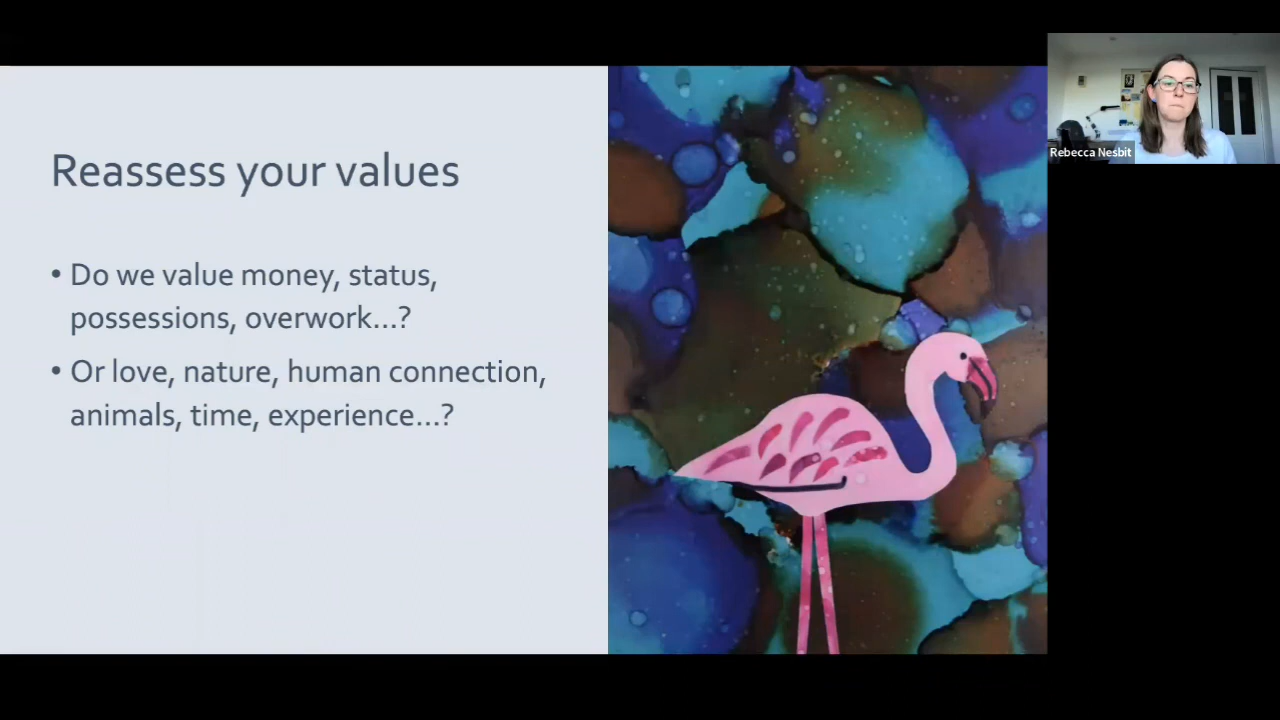 Reassess your values
• Do we value money, status,
possessions, overwork...?
• Or love, nature, human connection,
animals, time, experience...?
Rebecca Nesbit